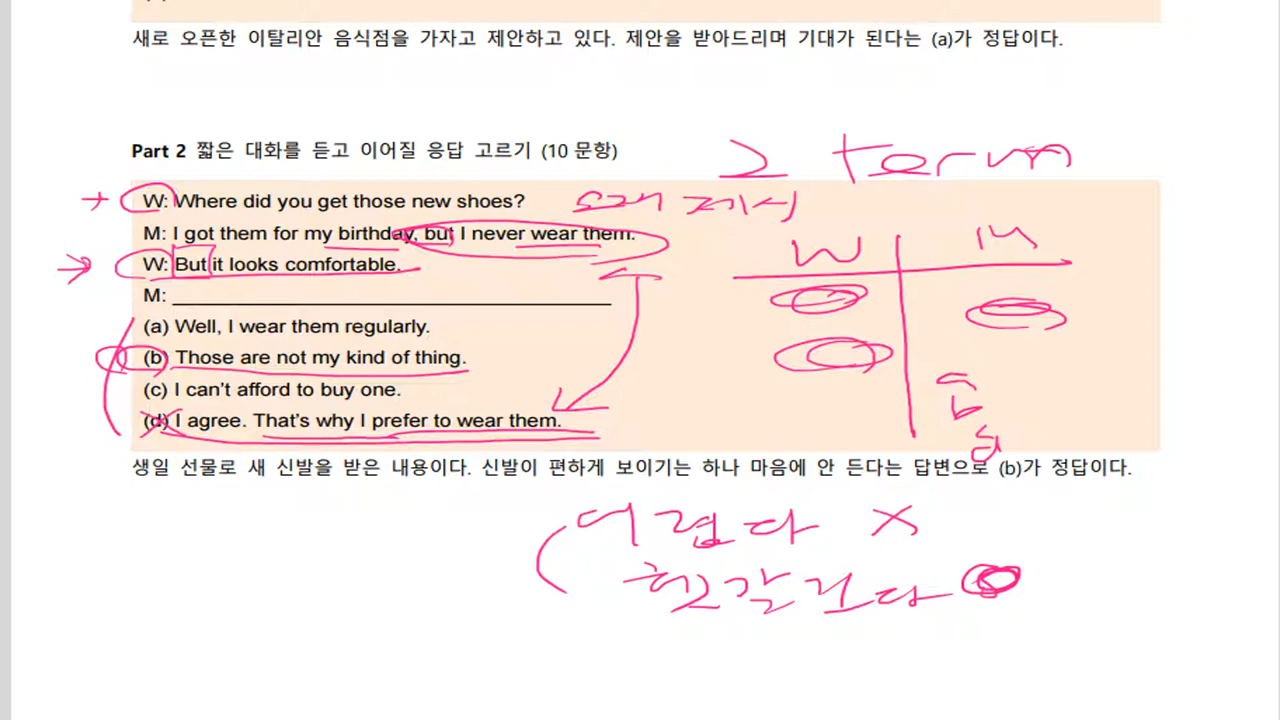 새로 오픈한 이탈리안 음식점을 가자고 제안하고 있다. 제안을 받아드리며 기대가 된다는 (a)가 정답이다.
Part 2 짧은 대화를 듣고 이어질 응답 고르기 (10 문항)
2 term
W: Where did you get those new shoes?
제시
M: I got them for my birthday, but I never wear them.
W M
W: But it looks comfortable.
M: ________________________________________
(a) Well, I wear them regularly.
(b) Those are not my kind of thing.
(c) I can't afford to buy one.
(d) I agree. That's why I prefer to wear them.
생일 선물로 새 신발을 받은 내용이다. 신발이 편하게 보이기는 하나 마음에 안 든다는 답변으로 (b)가 정답이다.
어렵다 X
헷갈린다 O